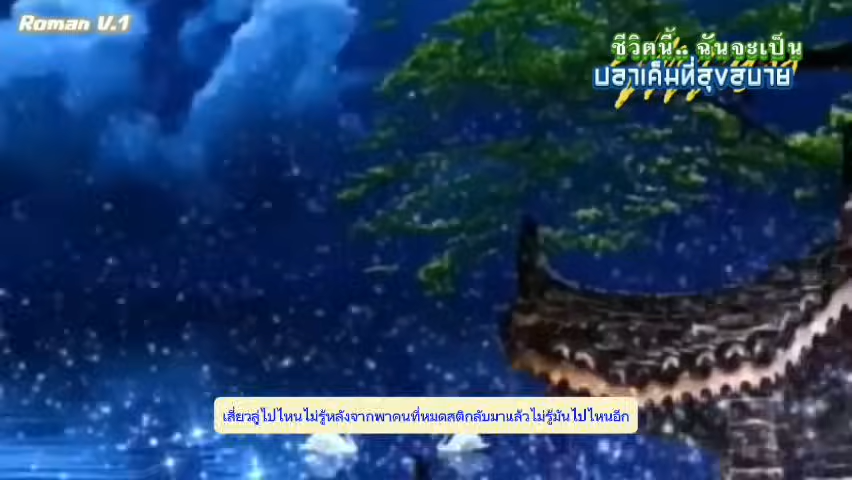 Roman V.1
ชีวิตนี้.. ฉันจะเป็น
ปลาเค็มที่สุขสบาย
เสี่ยวลู่ไปไหนไม่รู้หลังจากพาคนที่หมดสติกลับมาแล้วไม่รู้มันไปไหนอีก